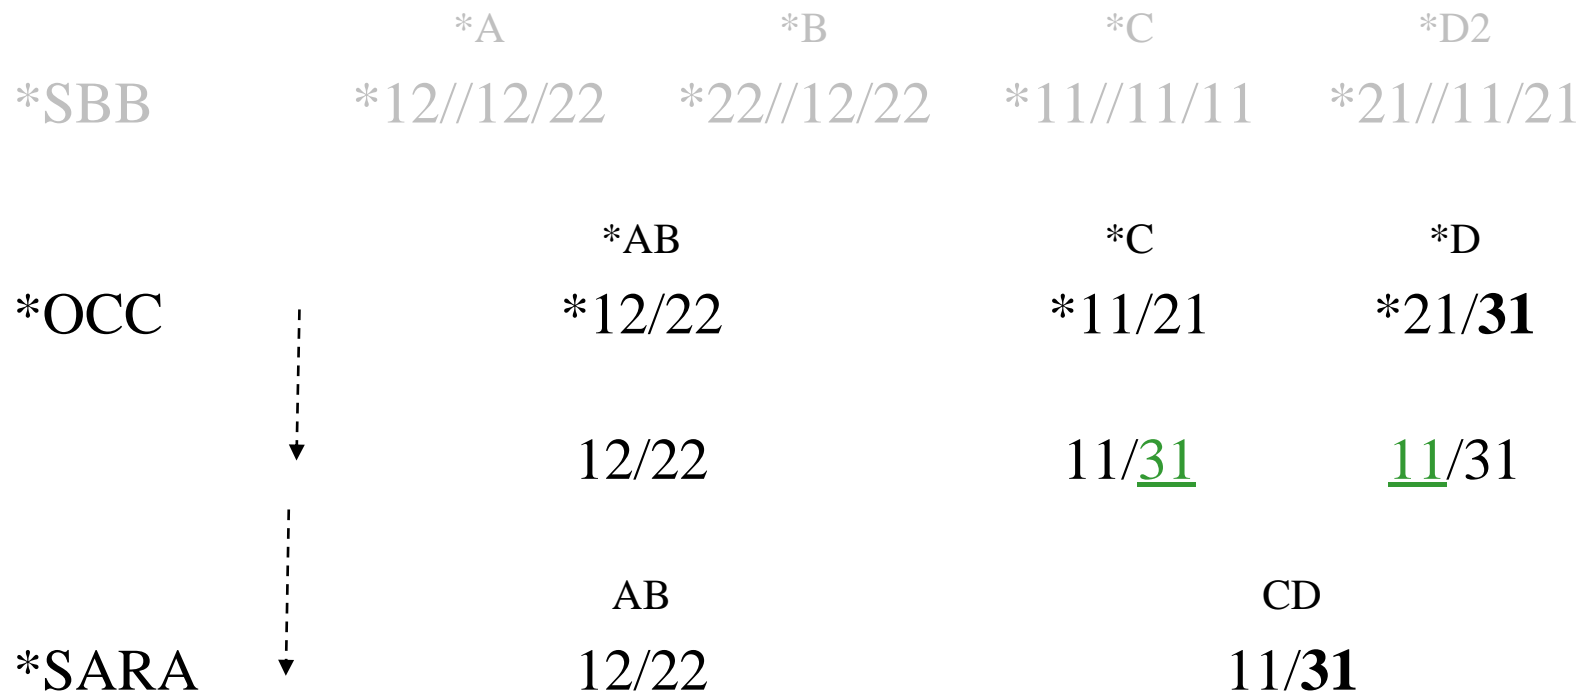 *A *B *C *D2
*SBB *12//12/22 *22//12/22 *11//11/11 *21//11/21
*AB *C *D
*OCC *12/22 *11/21 *21/31
12/22 11/31 11/31
AB CD
*SARA 12/22 11/31